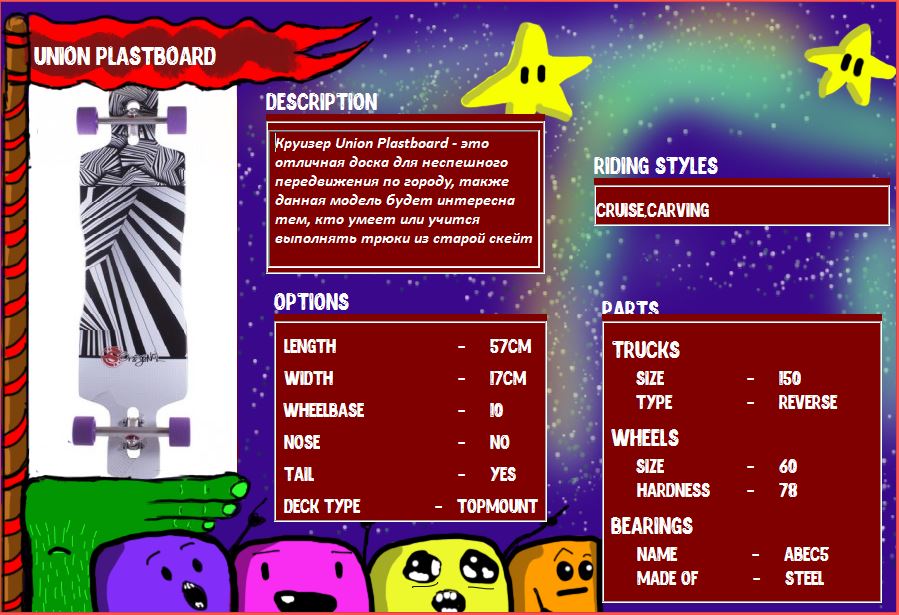 UNION PLASTBOARD
DESCRIPTION
Круизер Union Plastboard - это
отличная доска для неспешного
передвижения по городу, также
данная модель будет интересна
тем, кто умеет или учится
выполнять трюки из старой скейт
RIDING STYLES
CRUISE,CARVING
OPTIONS
LENGTH - 57CM
WIDTH - 17CM
WHEELBASE - 10
NOSE - NO
TAIL - YES
DECK TYPE - TOPMOUNT
PARTS
TRUCKS
SIZE - 150
TYPE - REVERSE
WHEELS
SIZE - 60
HARDNESS - 78
BEARINGS
NAME - ABEC5
MADE OF - STEEL